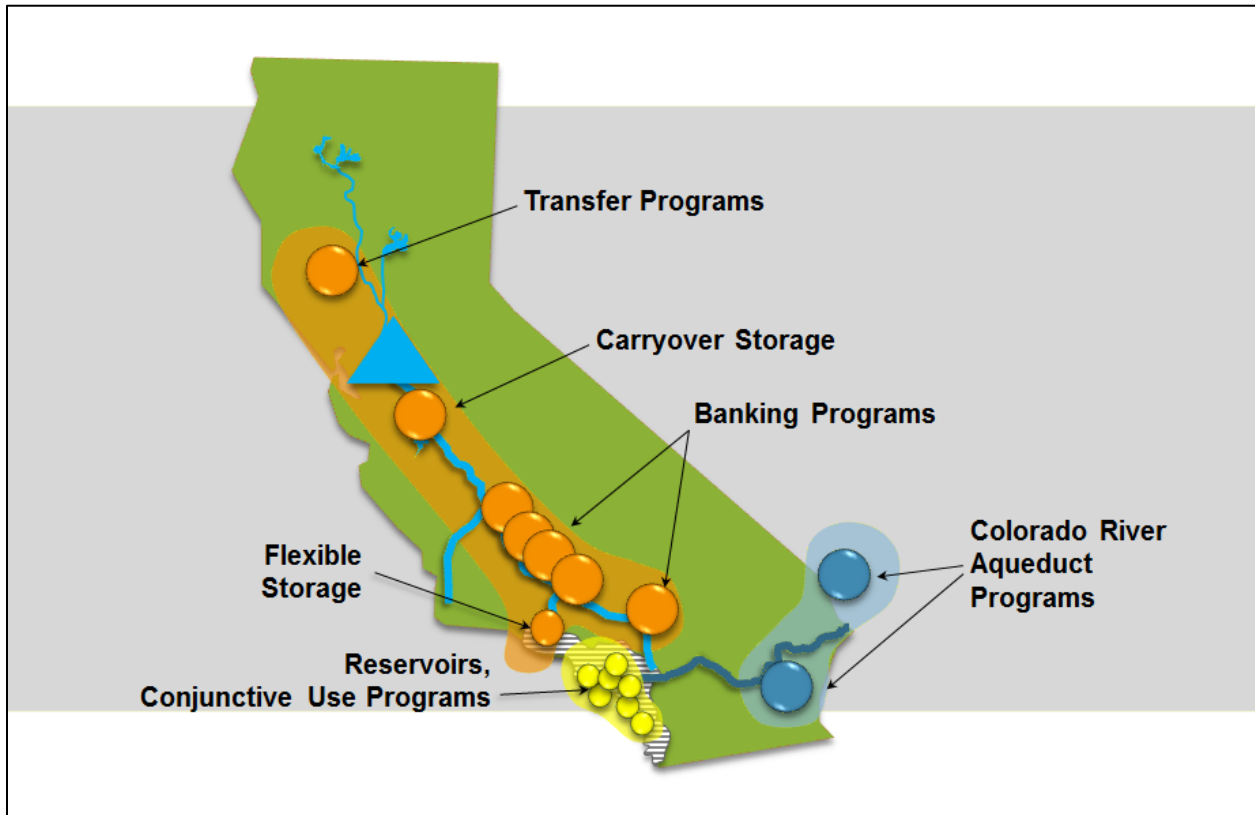 Transfer Programs
Carryover Storage
Banking Programs
Colorado River
Aqueduct
Programs
Flexible
Storage
Reservoirs,
Conjunctive Use Programs